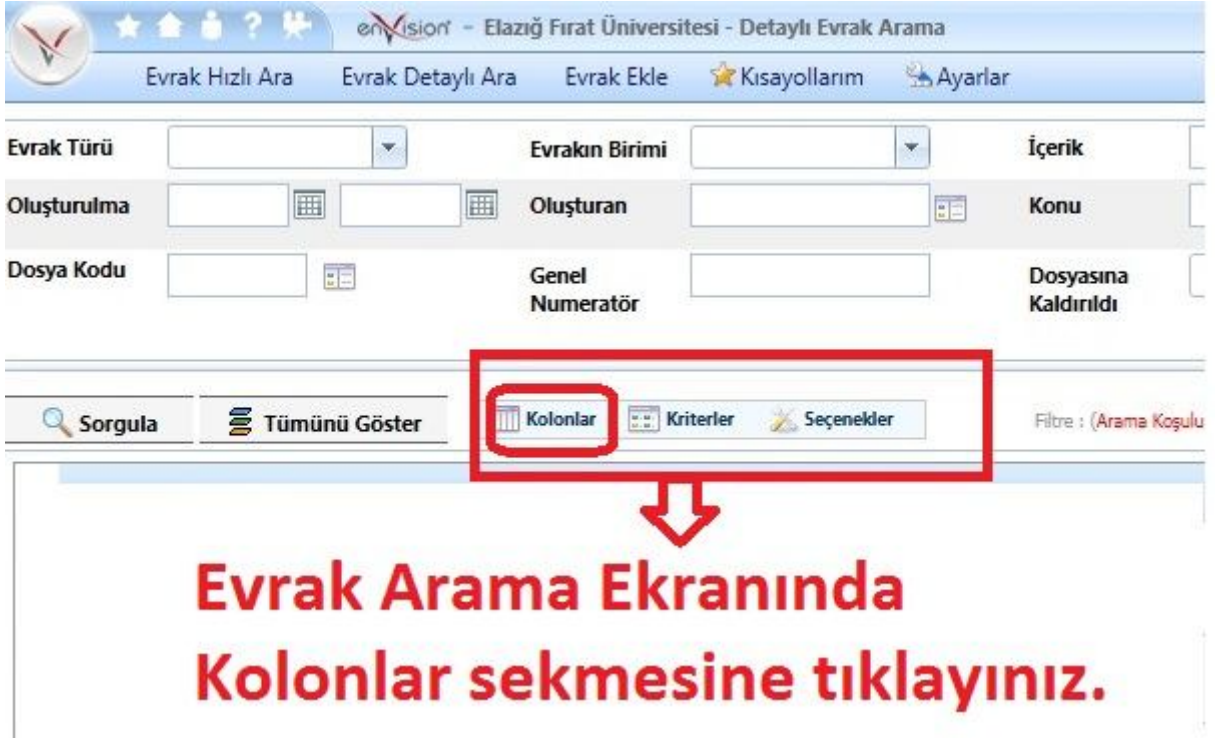 enVision - Elazığ Fırat Üniversitesi - Detaylı Evrak Arama
Evrak Hızlı Ara Evrak Detaylı Ara Evrak Ekle Kısayollarım Ayarlar
Evrak Türü Evrakın Birimi İçerik
Oluşturulma Oluşturan Konu
Dosya Kodu Genel Numeratör Dosyasına Kaldırıldı
Sorgula Tümünü Göster Kolonlar Kriterler Seçenekler Filtre : (Arama Koşulu
Evrak Arama Ekranında
Kolonlar sekmesine tıklayınız.